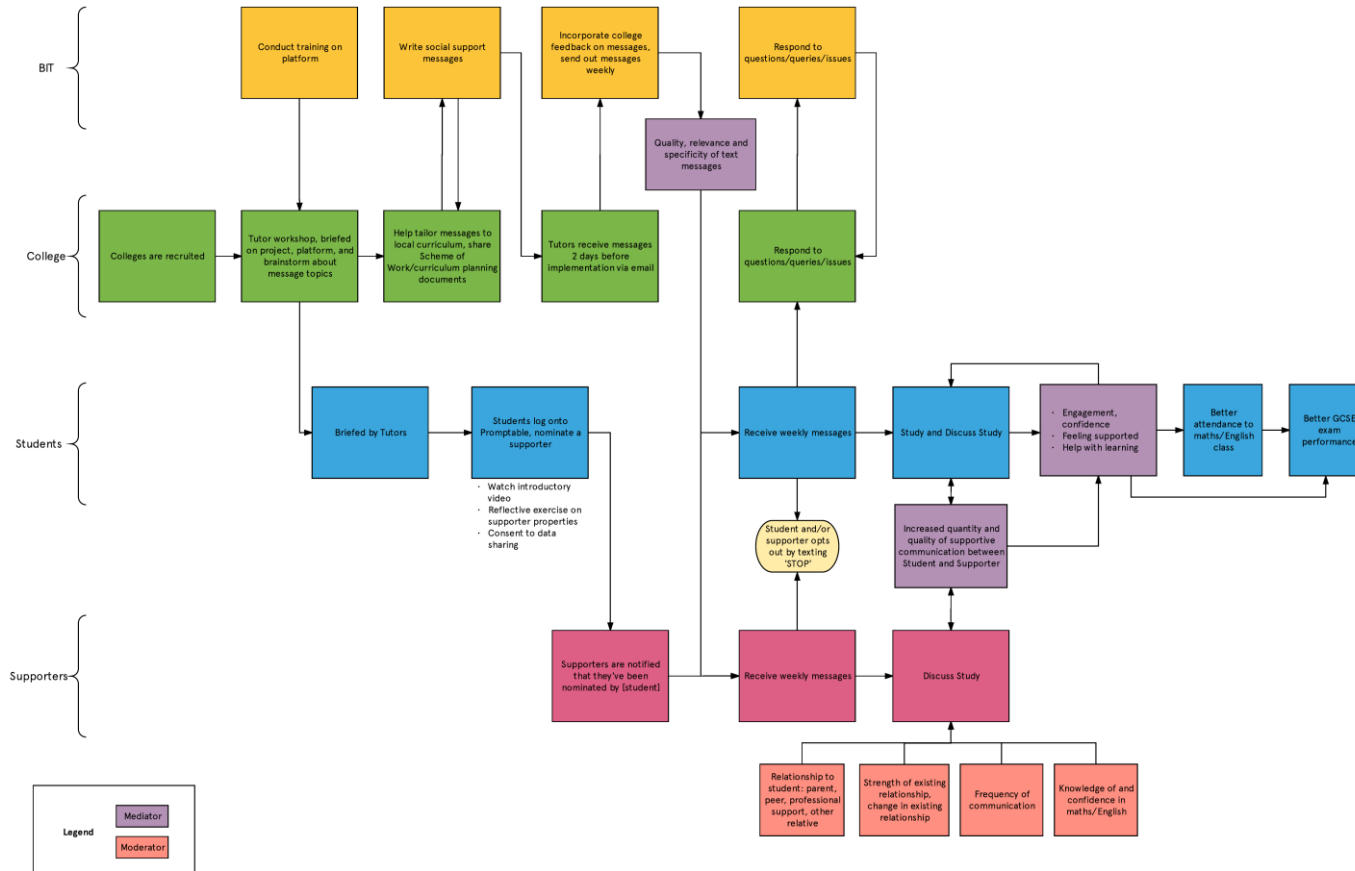 BIT
Conduct training on
platform
Write social support
messages
Incorporate college
feedback on messages,
send out messages
weekly
Respond to
questions/queries/issues
Quality, relevance and
specificity of text
messages
College
Colleges are recruited
Tutor workshop, briefed
on project, platform, and
brainstorm about
message topics
Help tailor messages to
local curriculum, share
Scheme of
Work/curriculum planning
documents
Tutors receive messages
2 days before
implementation via email
Respond to
questions/queries/issues
Students
Briefed by Tutors
Students log onto
Promptable, nominate a
supporter
· Watch introductory
video
· Reflective exercise on
supporter properties
· Consent to data
sharing
Receive weekly messages
Study and Discuss Study
· Engagement,
confidence
· Feeling supported
· Help with learning
Better
attendance to
maths/English
class
Better GCSE
exam
performance
Student and/or
supporter opts
out by texting
'STOP'
Increased quantity and
quality of supportive
communication between
Student and Supporter
Supporters
Supporters are notified
that they've been
nominated by [student]
Receive weekly messages
Discuss Study
Relationship to
student: parent,
peer, professional
support, other
relative
Strength of existing
relationship,
change in existing
relationship
Frequency of
communication
Knowledge of and
confidence in
maths/English
Legend
Mediator
Moderator